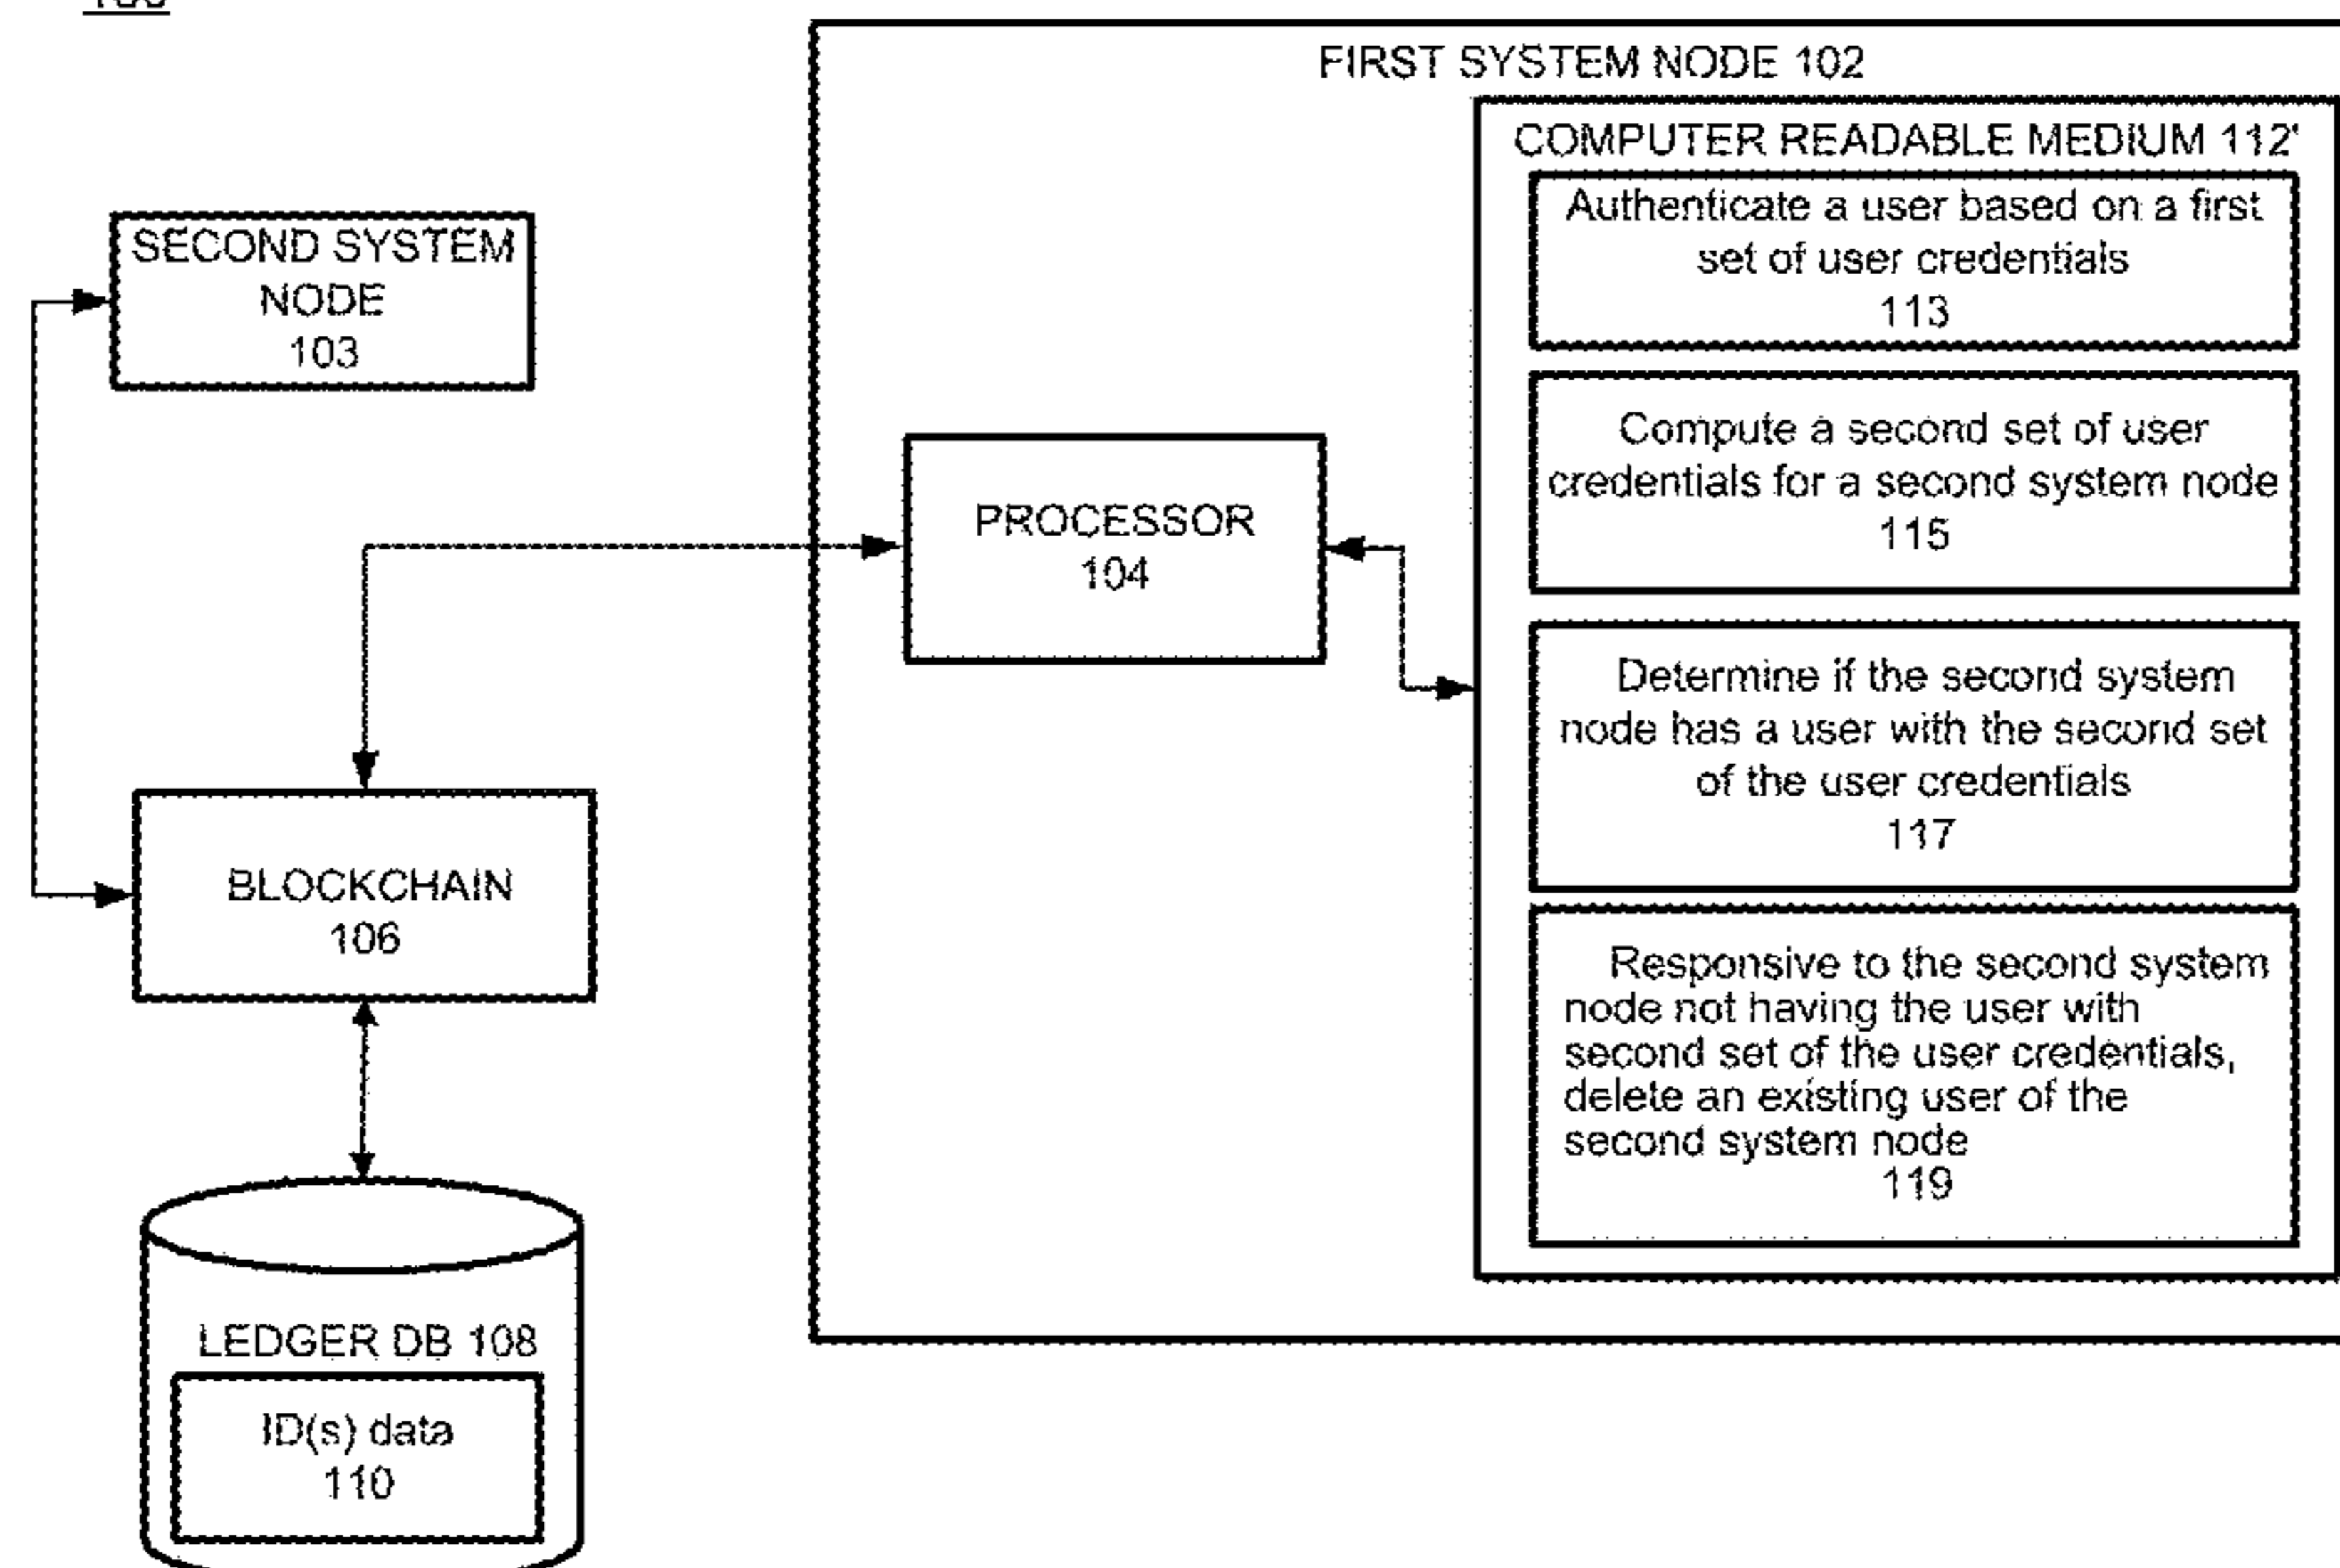 FIRST SYSTEM NODE 102
COMPUTER READABLE MEDIUM 112'
Authenticate a user based on a first
set of user credentials
113
SECOND SYSTEM
NODE
103
Compute a second set of user
credentials for a second system node
115
PROCESSOR
104
Determine if the second system
node has a user with the second set
of the user credentials
117
BLOCKCHAIN
106
Responsive to the second system
node not having the user with
second set of the user credentials,
delete an existing user of the
second system node
119
LEDGER DB 108
ID(s) data
110